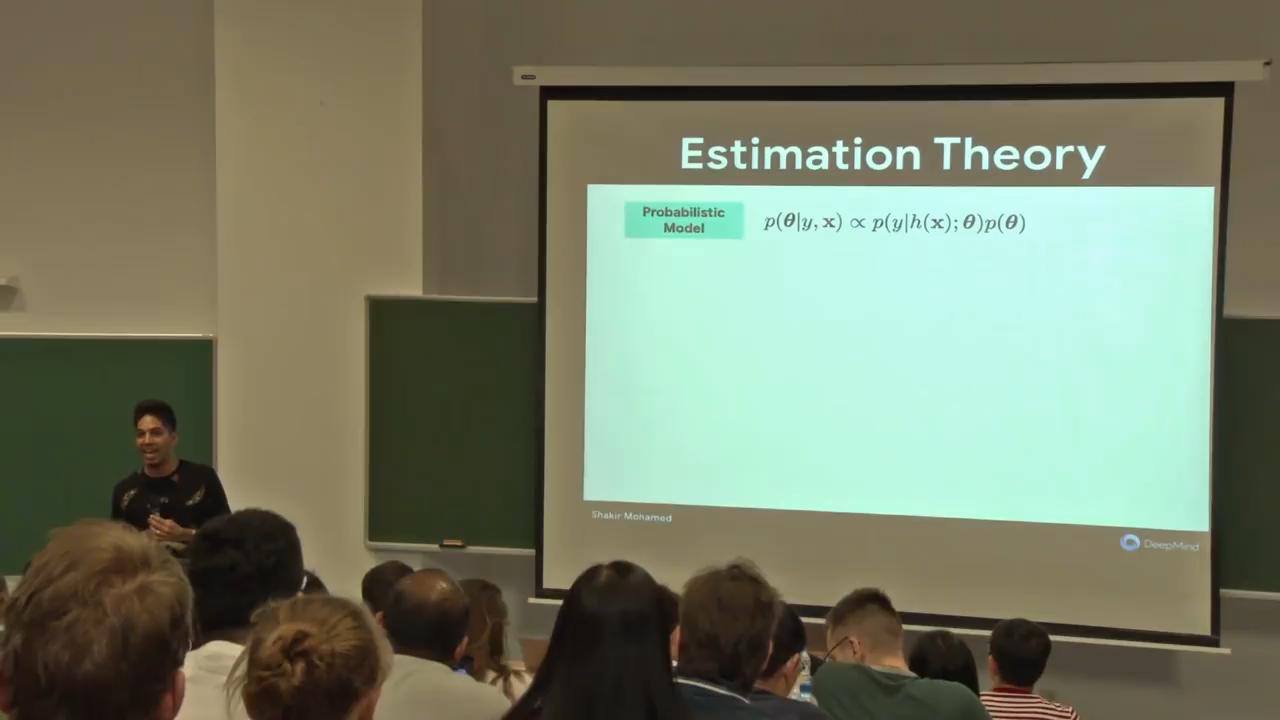 Estimation Theory
Probabilistic
Model
p(θ|y, x) ∝ p(y|h(x); θ)p(θ)
Shakir Mohamed
DeepMind